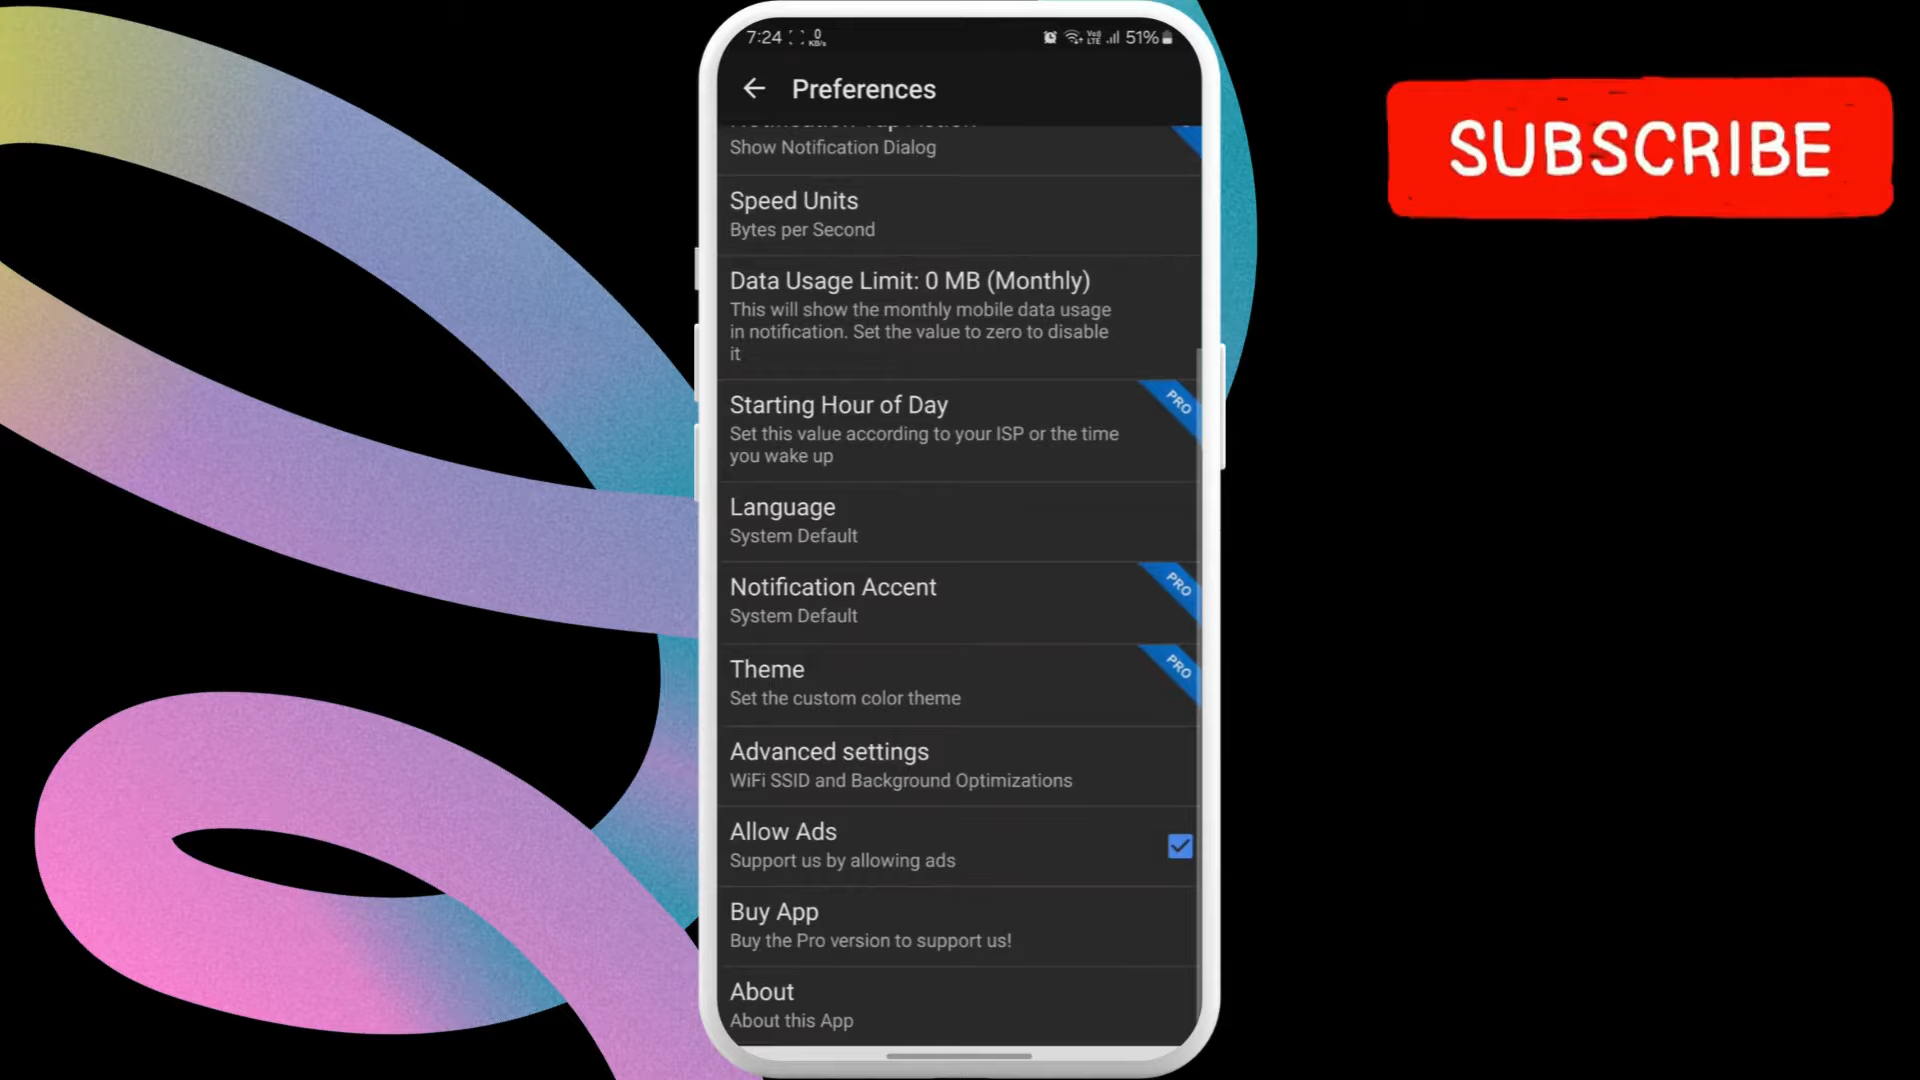 7:24 0 KB/s
Vo) LTE 51%
Preferences
SUBSCRIBE
Show Notification Dialog
Speed Units
Bytes per Second
Data Usage Limit: 0 MB (Monthly)
This will show the monthly mobile data usage
in notification. Set the value to zero to disable
it
Starting Hour of Day
PRO
Set this value according to your ISP or the time
you wake up
Language
System Default
Notification Accent
PRO
System Default
Theme
PRO
Set the custom color theme
Advanced settings
WiFi SSID and Background Optimizations
Allow Ads
Support us by allowing ads
Buy App
Buy the Pro version to support us!
About
About this App